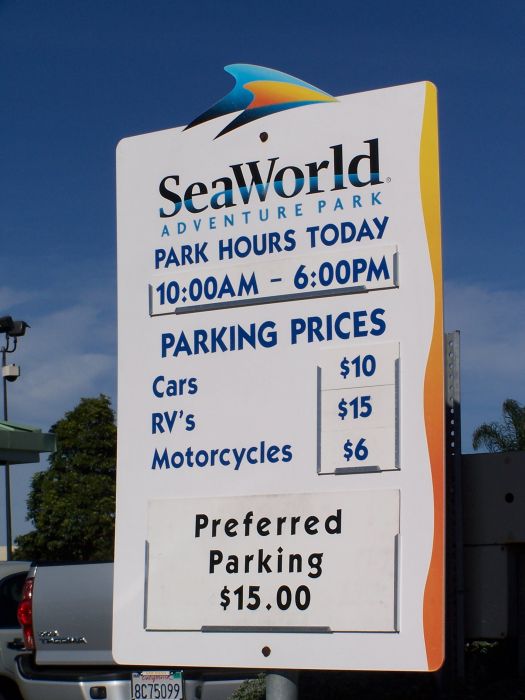 SeaWorld®
ADVENTURE PARK
PARK HOURS TODAY
10:00AM – 6:00PM
PARKING PRICES
Cars $10
RV's $15
Motorcycles $6
Preferred
Parking
$15.00
8C75099